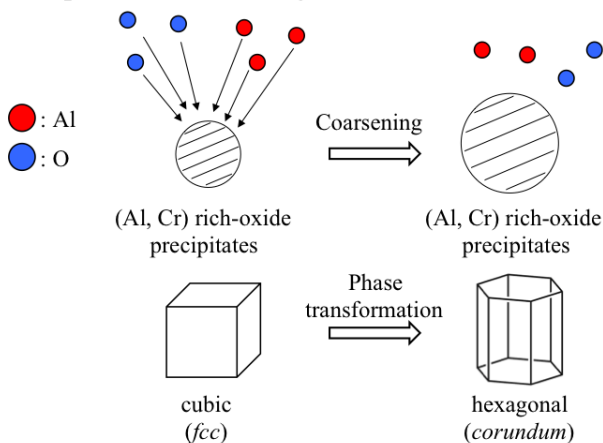 : Al
: O
Coarsening
(Al, Cr) rich-oxide
precipitates
(Al, Cr) rich-oxide
precipitates
Phase
transformation
cubic
(fcc)
hexagonal
(corundum)